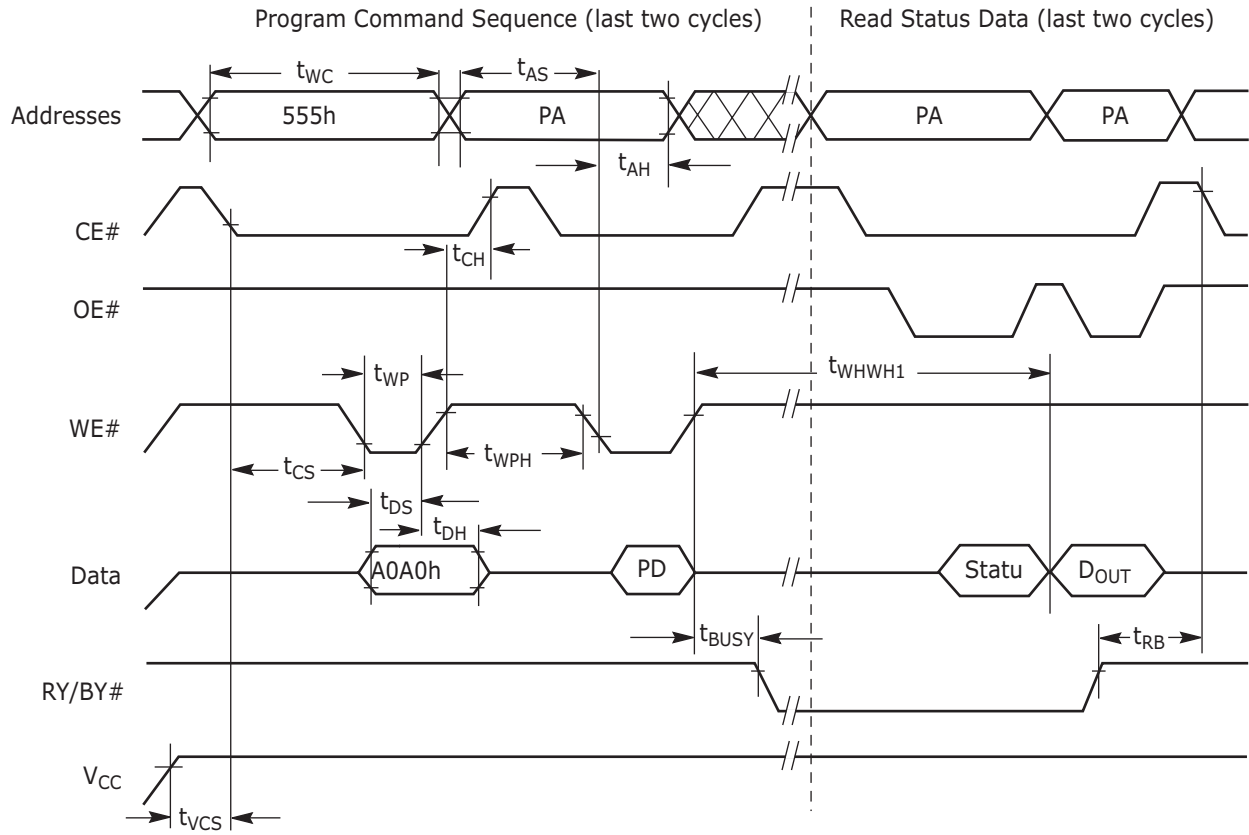 Program Command Sequence (last two cycles)
Read Status Data (last two cycles)
tWC
tAS
Addresses
555h
PA
PA
PA
tAH
CE#
tCH
OE#
tWHWH1
tWP
WE#
tCS
tWPH
tDS
tDH
Data
A0A0h
PD
Statu
DOUT
tBUSY
tRB
RY/BY#
VCC
tVCS